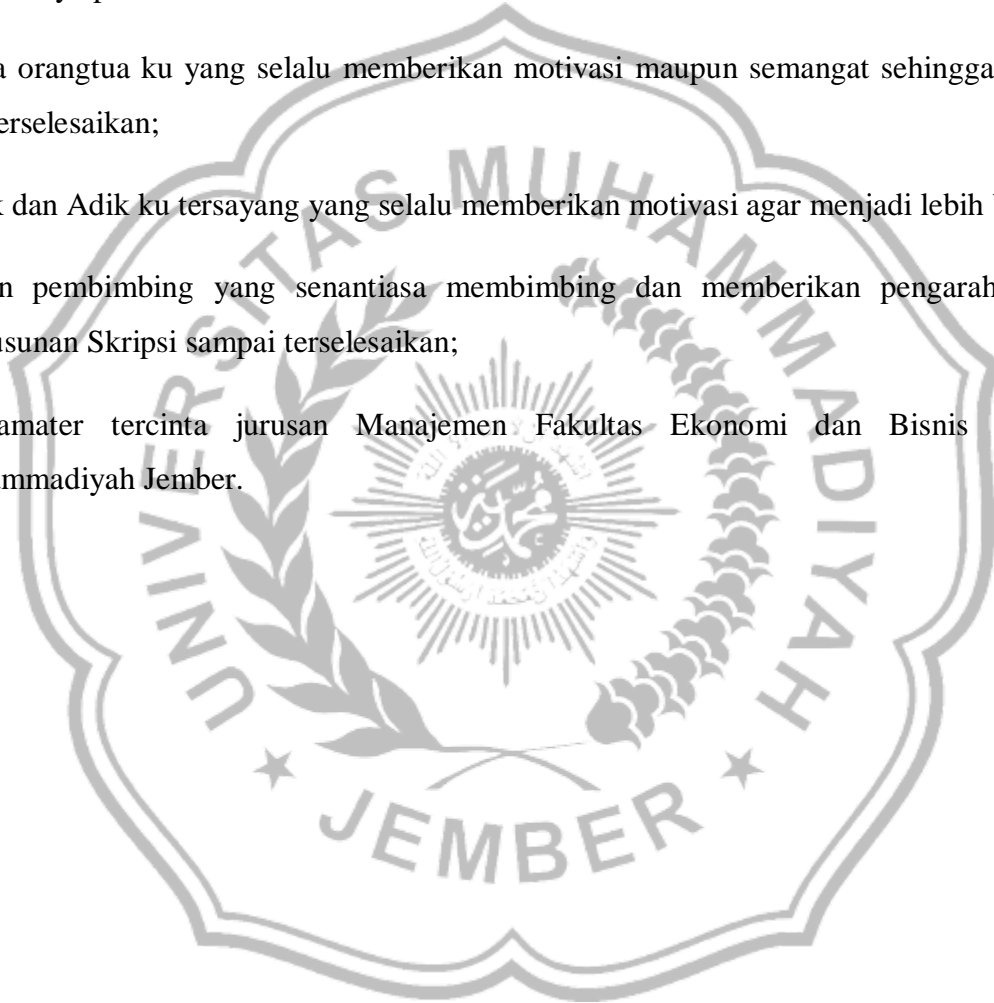 a orangtua ku yang selalu memberikan motivasi maupun semangat sehingga
erselesaikan;
k dan Adik ku tersayang yang selalu memberikan motivasi agar menjadi lebih
n pembimbing yang senantiasa membimbing dan memberikan pengarah
usunan Skripsi sampai terselesaikan;
amater tercinta jurusan Manajemen Fakultas Ekonomi dan Bisnis
ammadiyah Jember.
UNIVERSITAS MUHAMMADIYAH
JEMBER